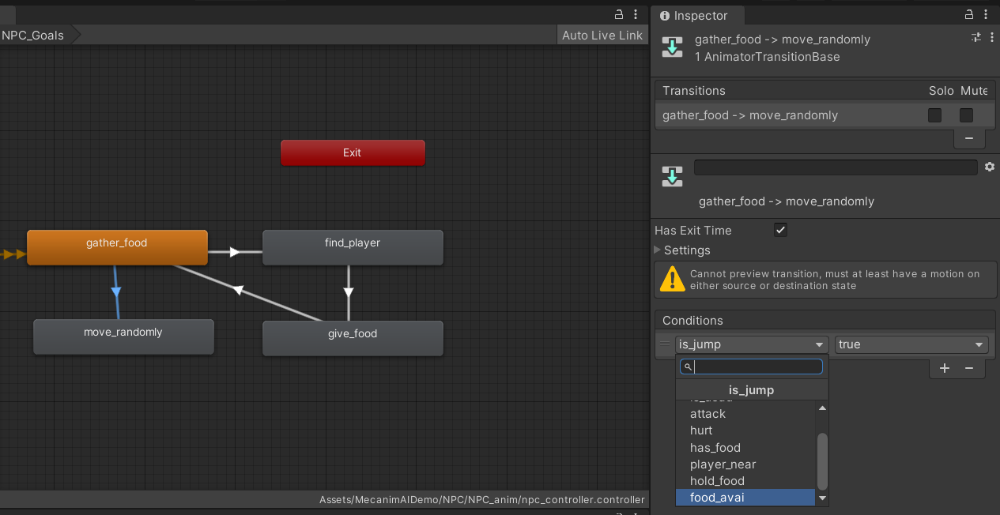 NPC_Goals
Auto Live Link
Exit
gather_food
find_player
move_randomly
give_food
Assets/MecanimAIDemo/NPC/NPC_anim/npc_controller.controller
Inspector
gather_food -> move_randomly
1 AnimatorTransitionBase
Transitions Solo Mute
gather_food -> move_randomly
gather_food -> move_randomly
Has Exit Time
Settings
Cannot preview transition, must at least have a motion on
either source or destination state
Conditions
is_jump true
is_jump
attack
hurt
has_food
player_near
hold_food
food_avai